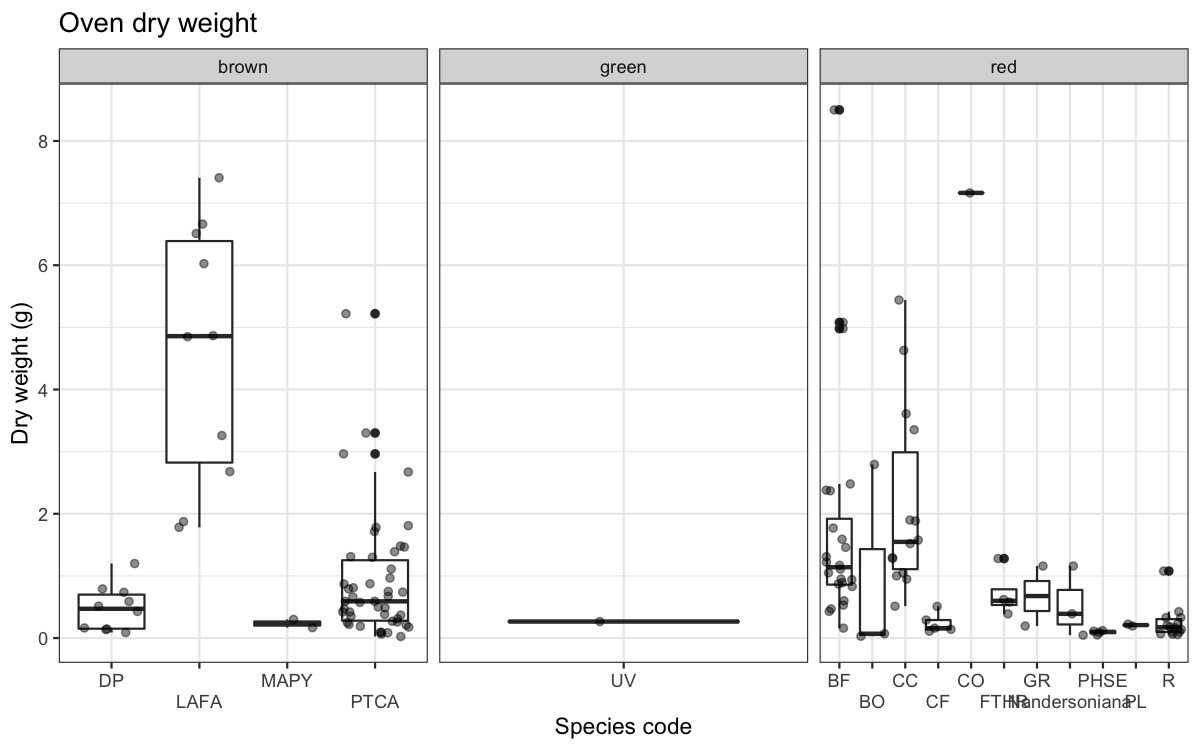 Oven dry weight
brown
green
red
Dry weight (g)
8
6
4
2
0
DP MAPY UV BF CC CO GR PHSE R
LAFA PTCA BO CF FTHR PL
Species code